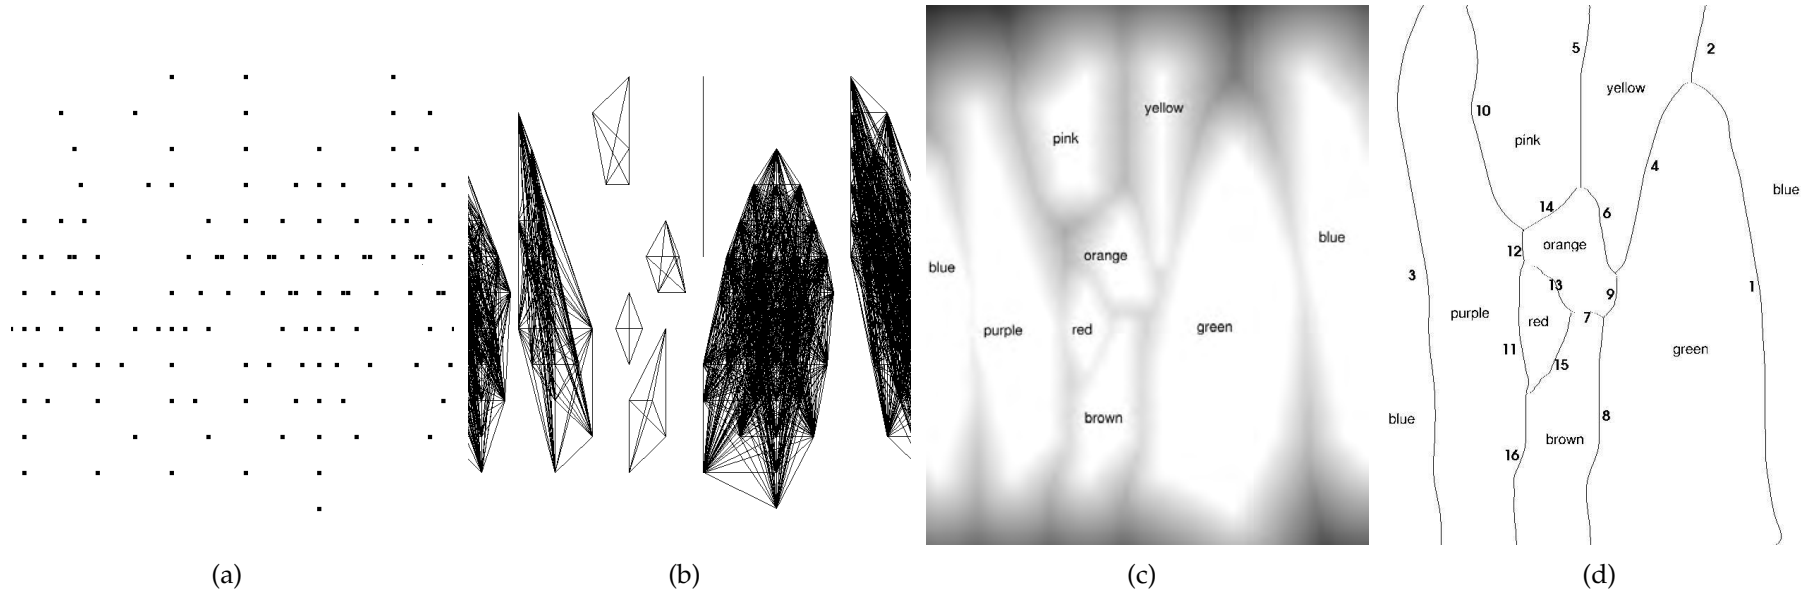 yellow
pink
orange
blue
blue
purple
red
green
brown
5
2
yellow
10
pink
4
blue
14
6
orange
12
3
13
9
1
purple
red
7
11
green
15
blue
8
brown
16
(a)
(b)
(c)
(d)